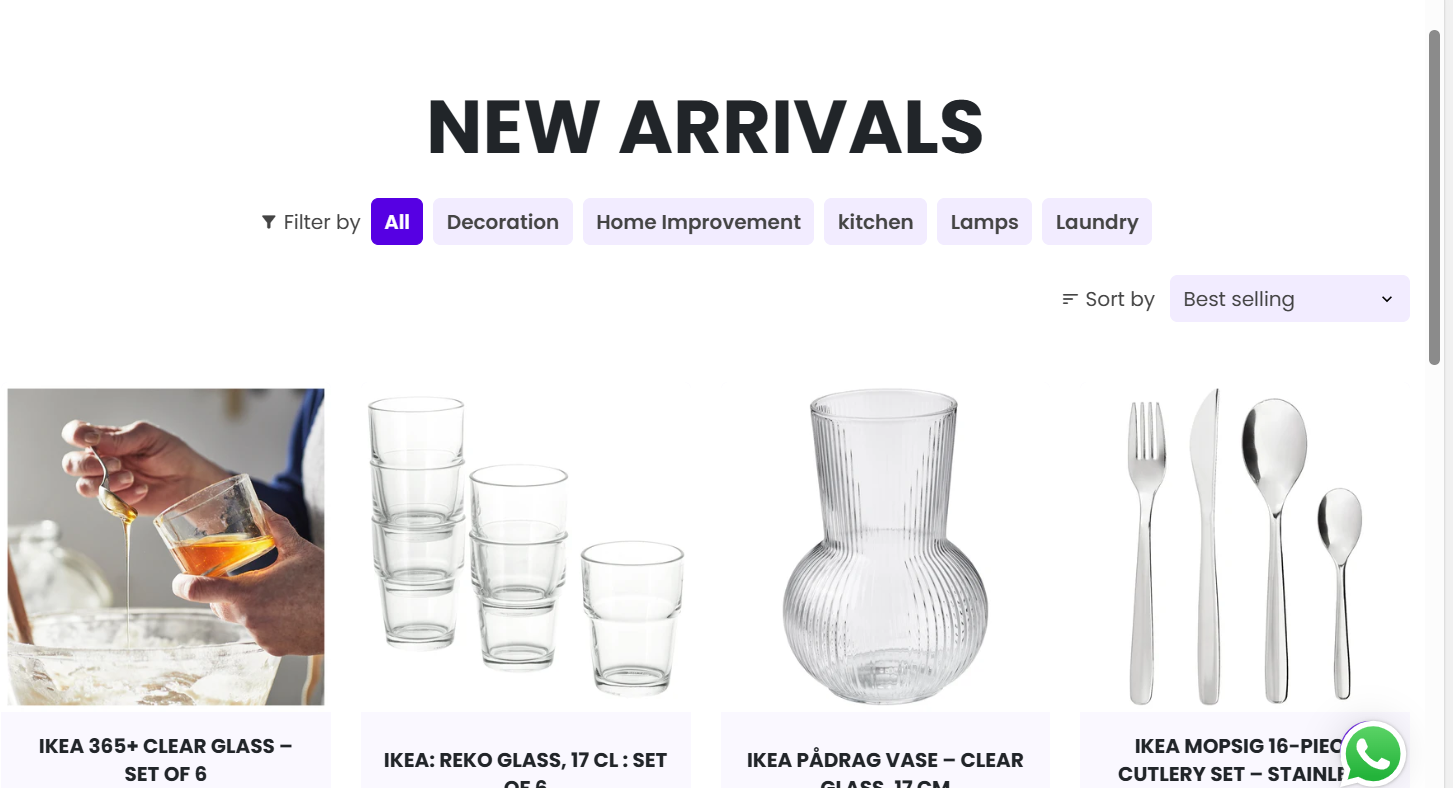 NEW ARRIVALS
Filter by All Decoration Home Improvement kitchen Lamps Laundry
Sort by Best selling
IKEA 365+ CLEAR GLASS –
SET OF 6
IKEA: REKO GLASS, 17 CL : SET
OF 6
IKEA PÅDRAG VASE – CLEAR
GLASS, 17 CM
IKEA MOPSIG 16-PIEC
CUTLERY SET – STAINL